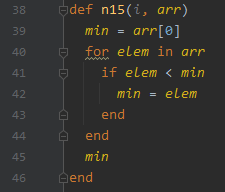 38 def n15(i, arr)
39   min = arr[0]
40   for elem in arr
41     if elem < min
42       min = elem
43     end
44   end
45   min
46 end